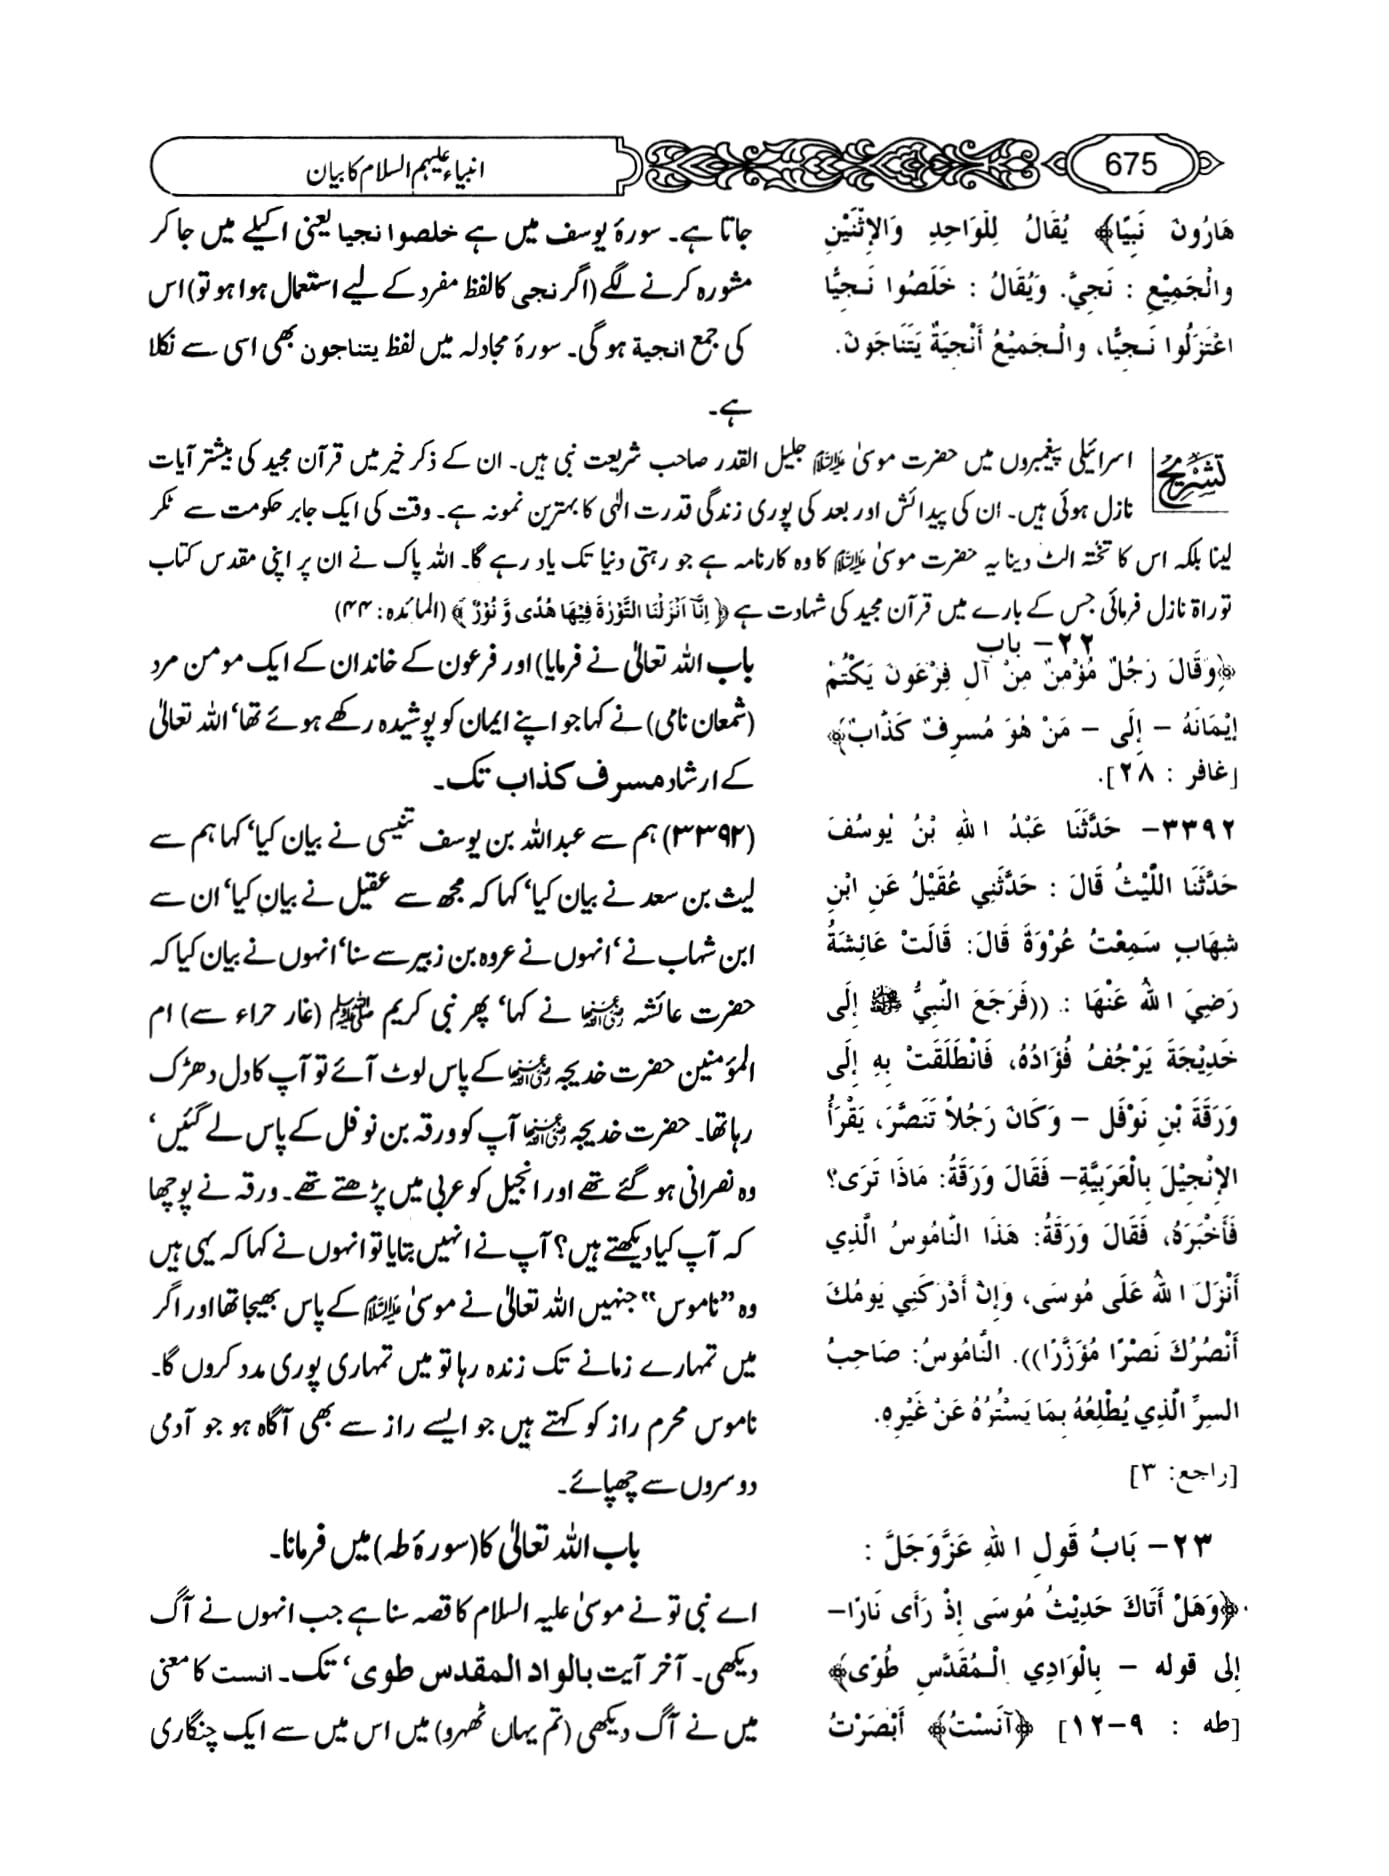 675
انبیاء علیہم السلام کا بیان
هَارُونَ نَبِيًّا﴾ يُقَالُ لِلْوَاحِدِ وَالإِثْنَيْنِ
والْجَمِيْعِ : نَجِيٌّ. وَيُقَالُ : خَلَصُوا نَجِيًّا
اعْتَزَلُوا نَجِيًّا، والْجَمِيْعُ أَنْجِيَةٌ يَتَنَاجَونَ.
جاتا ہے۔ سورۂ یوسف میں ہے خلصوا نجیا یعنی اکیلے میں جا کر
مشورہ کرنے لگے (اگر نجی کا لفظ مفرد کے لیے استعمال ہوا ہو تو) اس
کی جمع انجیة ہو گی۔ سورۂ مجادلہ میں لفظ یتناجون بھی اسی سے نکلا
ہے۔
تشریح
اسرائیلی پیغمبروں میں حضرت موسیٰ علیہ السلام جلیل القدر صاحب شریعت نبی ہیں۔ ان کے ذکر خیر میں قرآن مجید کی بیشتر آیات
نازل ہوئی ہیں۔ ان کی پیدائش اور بعد کی پوری زندگی قدرت الٰہی کا بہترین نمونہ ہے۔ وقت کی ایک جابر حکومت سے ٹکر
لینا بلکہ اس کا تختہ الٹ دینا یہ حضرت موسیٰ علیہ السلام کا وہ کارنامہ ہے جو رہتی دنیا تک یاد رہے گا۔ اللہ پاک نے ان پر اپنی مقدس کتاب
توراة نازل فرمائی جس کے بارے میں قرآن مجید کی شہادت ہے ﴿ اِنَّآ اَنْزَلْنَا التَّوْرٰةَ فِيْهَا هُدًى وَّ نُوْرٌ ﴾ (المائدہ: ۴۴)
۲۲- باب
﴿وَقَالَ رَجُلٌ مُؤْمِنٌ مِنْ آلِ فِرْعَونَ يَكْتُمُ
إِيْمَانَهُ – إِلَى – مَنْ هُوَ مُسرِفٌ كَذَّابٌ﴾
[غافر : ۲۸].
باب اللہ تعالیٰ نے فرمایا) اور فرعون کے خاندان کے ایک مومن مرد
(شمعان نامی) نے کہا جو اپنے ایمان کو پوشیدہ رکھے ہوئے تھا‘ اللہ تعالیٰ
کے ارشاد مسرف کذاب تک۔
۳۳۹۲- حَدَّثَنَا عَبْدُ اللهِ بْنُ يُوسُفَ
حَدَّثَنَا اللَّيْثُ قَالَ : حَدَّثَنِي عُقَيْلٌ عَنِ ابْنِ
شِهَابٍ سَمِعْتُ عُرْوَةَ قَالَ: قَالَتْ عَائِشَةُ
رَضِيَ اللهُ عَنْهَا : ((فَرَجَعَ النَّبِيُّ ﷺ إِلَى
خَدِيْجَةَ يَرْجُفُ فُؤَادُهُ، فَانْطَلَقَتْ بِهِ إِلَى
وَرَقَةَ بْنِ نَوْفَلٍ – وَكَانَ رَجُلاً تَنَصَّرَ، يَقْرَأُ
الإِنْجِيْلَ بِالْعَرَبِيَّةِ– فَقَالَ وَرَقَةُ: مَاذَا تَرَى؟
فَأَخْبَرَهُ، فَقَالَ وَرَقَةُ: هَذَا النَّامُوسُ الَّذِي
أَنْزَلَ اللهُ عَلَى مُوسَى، وَإِنْ أَدْرَكَنِي يَومُكَ
أَنْصُرْكَ نَصْرًا مُؤَزَّرًا)). النَّامُوسُ: صَاحِبُ
السِرِّ الَّذِي يُطْلِعُهُ بِمَا يَسْتُرُهُ عَنْ غَيْرِهِ.
[راجع: ۳]
(۳۳۹۲) ہم سے عبداللہ بن یوسف تنیسی نے بیان کیا‘ کہا ہم سے
لیث بن سعد نے بیان کیا‘ کہا کہ مجھ سے عقیل نے بیان کیا‘ ان سے
ابن شہاب نے‘ انہوں نے عروہ بن زبیر سے سنا‘ انہوں نے بیان کیا کہ
حضرت عائشہ رضی اللہ عنہا نے کہا‘ پھر نبی کریم ﷺ (غار حراء سے) ام
المؤمنین حضرت خدیجہ رضی اللہ عنہا کے پاس لوٹ آئے تو آپ کا دل دھڑک
رہا تھا۔ حضرت خدیجہ رضی اللہ عنہا آپ کو ورقہ بن نوفل کے پاس لے گئیں‘
وہ نصرانی ہو گئے تھے اور انجیل کو عربی میں پڑھتے تھے۔ ورقہ نے پوچھا
کہ آپ کیا دیکھتے ہیں؟ آپ نے انہیں بتایا تو انہوں نے کہا کہ یہی ہیں
وہ ”ناموس“ جنہیں اللہ تعالیٰ نے موسیٰ علیہ السلام کے پاس بھیجا تھا اور اگر
میں تمہارے زمانے تک زندہ رہا تو میں تمہاری پوری مدد کروں گا۔
ناموس محرم راز کو کہتے ہیں جو ایسے راز سے بھی آگاہ ہو جو آدمی
دوسروں سے چھپائے۔
۲۳- بَابُ قَولِ اللهِ عَزَّوَجَلَّ :
﴿وَهَلْ أَتَاكَ حَدِيْثُ مُوسَى إِذْ رَأَى نَارًا–
إلى قوله – بِالْوَادِي الْمُقَدَّسِ طُوًى﴾
[طه : ۹-۱۲] ﴿آنَسْتُ﴾ أَبْصَرْتُ
باب اللہ تعالیٰ کا (سورۂ طہ) میں فرمانا۔
اے نبی تو نے موسیٰ علیہ السلام کا قصہ سنا ہے جب انہوں نے آگ
دیکھی۔ آخر آیت بالواد المقدس طوی‘ تک۔ انست کا معنی
میں نے آگ دیکھی (تم یہاں ٹھہرو) میں اس میں سے ایک چنگاری